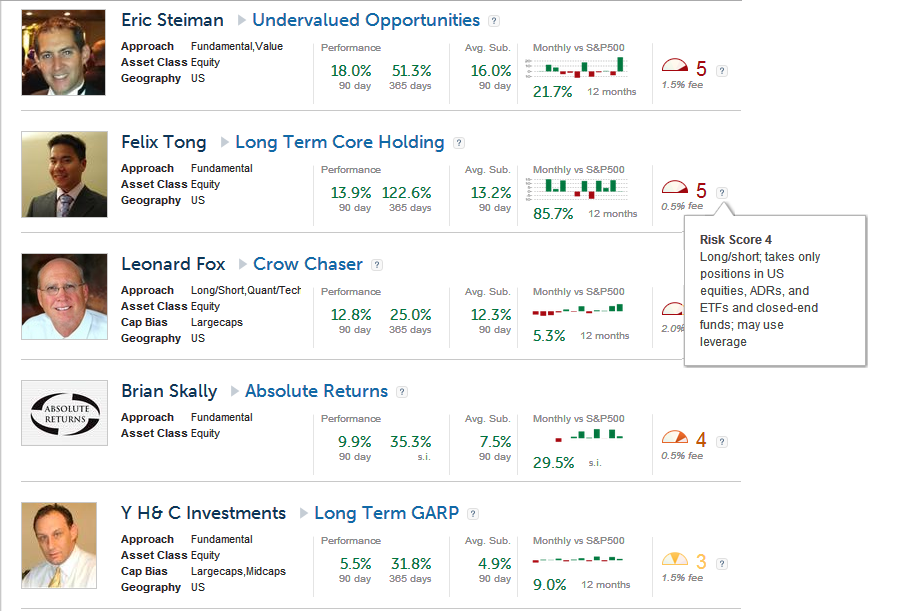 Eric Steiman Undervalued Opportunities ?
Approach Fundamental,Value
Asset Class Equity
Geography US
Performance
18.0% 51.3%
90 day 365 days
Avg. Sub.
16.0%
90 day
Monthly vs S&P500
21.7% 12 months
5 ?
1.5% fee
Felix Tong Long Term Core Holding ?
Approach Fundamental
Asset Class Equity
Geography US
Performance
13.9% 122.6%
90 day 365 days
Avg. Sub.
13.2%
90 day
Monthly vs S&P500
85.7% 12 months
5 ?
0.5% fee
Risk Score 4
Long/short; takes only
positions in US
equities, ADRs, and
ETFs and closed-end
funds; may use
leverage
Leonard Fox Crow Chaser ?
Approach Long/Short,Quant/Tech
Asset Class Equity
Cap Bias Largecaps
Geography US
Performance
12.8% 25.0%
90 day 365 days
Avg. Sub.
12.3%
90 day
Monthly vs S&P500
5.3% 12 months
2.0%
Brian Skally Absolute Returns ?
ABSOLUTE
RETURNS
Approach Fundamental
Asset Class Equity
Performance
9.9% 35.3%
90 day s.i.
Avg. Sub.
7.5%
90 day
Monthly vs S&P500
29.5% s.i.
4 ?
0.5% fee
Y H& C Investments Long Term GARP ?
Approach Fundamental
Asset Class Equity
Cap Bias Largecaps,Midcaps
Geography US
Performance
5.5% 31.8%
90 day 365 days
Avg. Sub.
4.9%
90 day
Monthly vs S&P500
9.0% 12 months
3 ?
1.5% fee